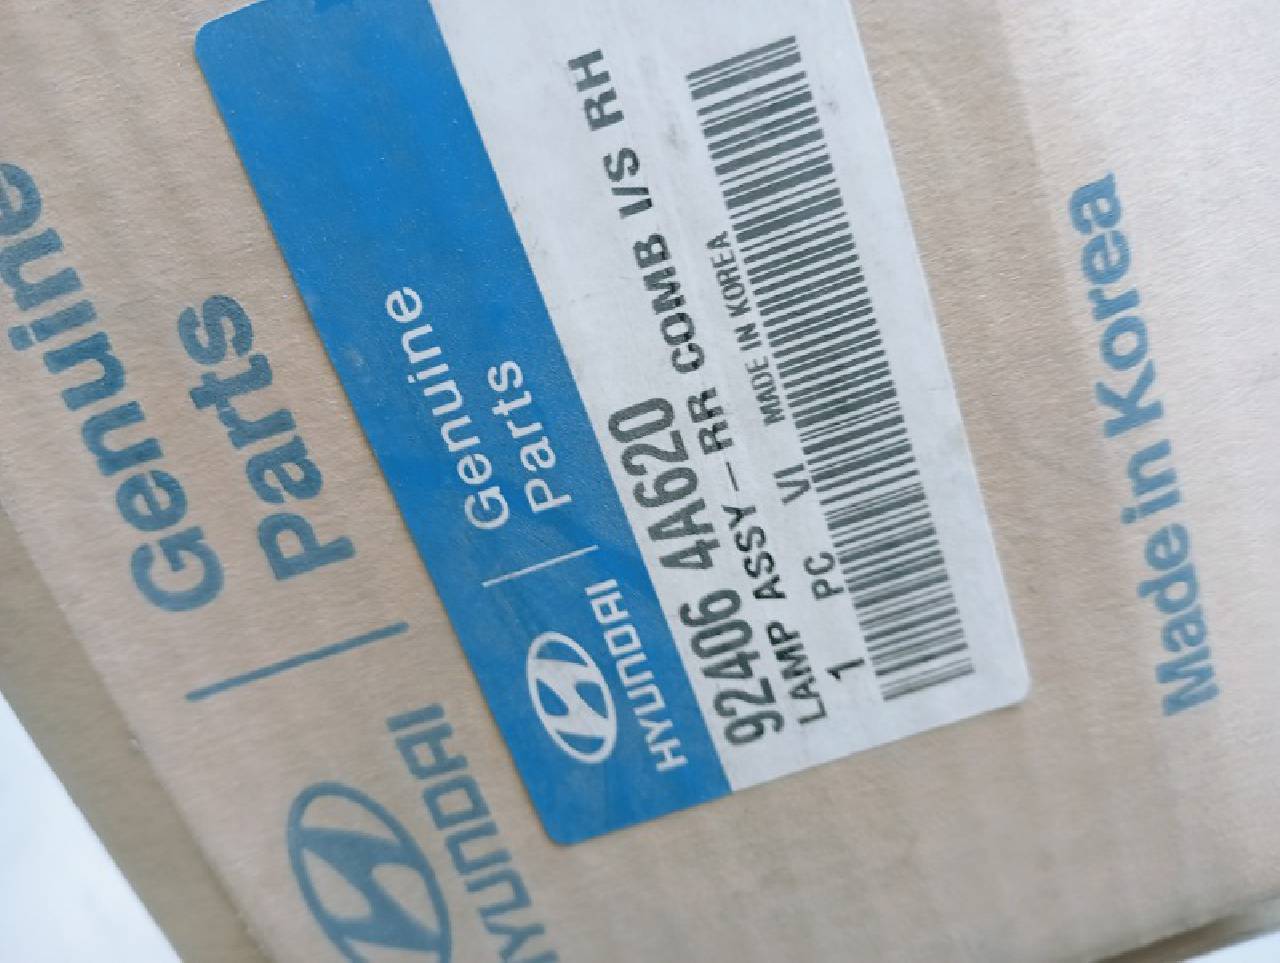 HYUNDAI | Genuine Parts
92406 4A620
LAMP ASSY-RR COMB I/S RH
1 PC VI MADE IN KOREA
HYUNDAI | Genuine Parts
Made in Korea